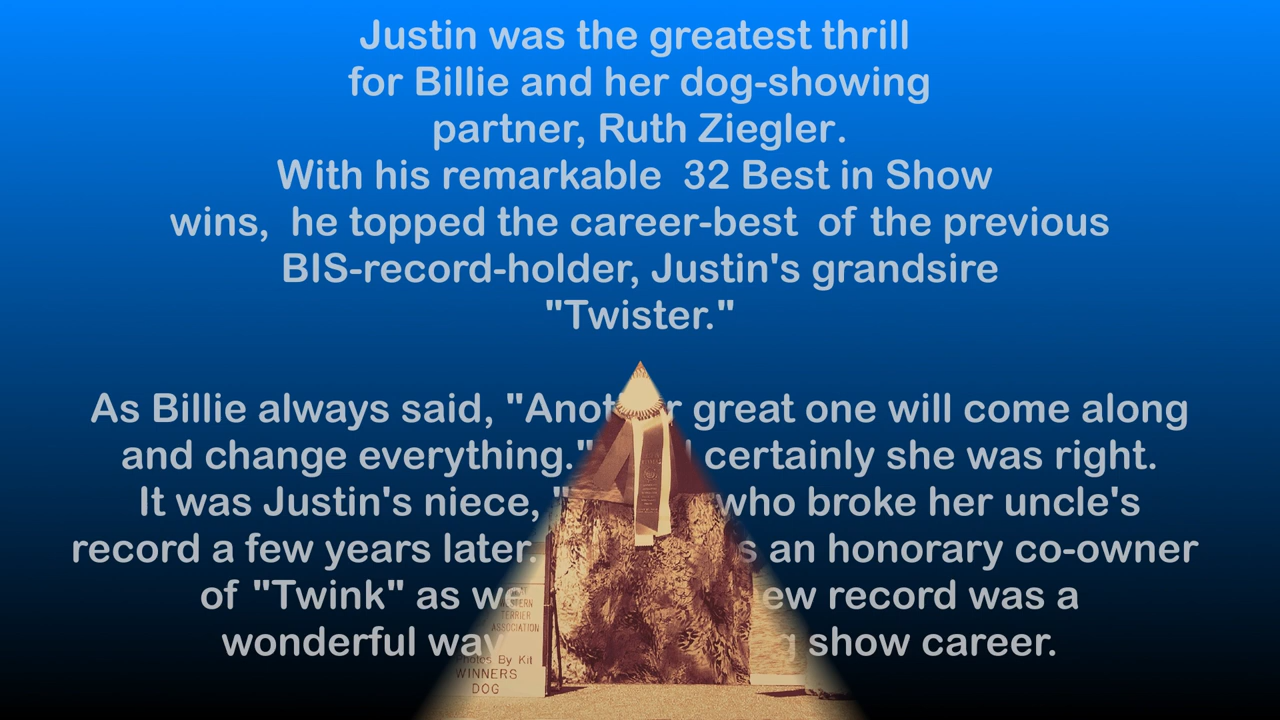 Justin was the greatest thrill
for Billie and her dog-showing
partner, Ruth Ziegler.
With his remarkable 32 Best in Show
wins, he topped the career-best of the previous
BIS-record-holder, Justin's grandsire
"Twister."
As Billie always said, "Another great one will come along
and change everything." certainly she was right.
It was Justin's niece, " who broke her uncle's
record a few years later. an honorary co-owner
of "Twink" as record was a
wonderful show career.
TERRIER
ASSOCIATION
Photos By Kit
WINNERS
DOG